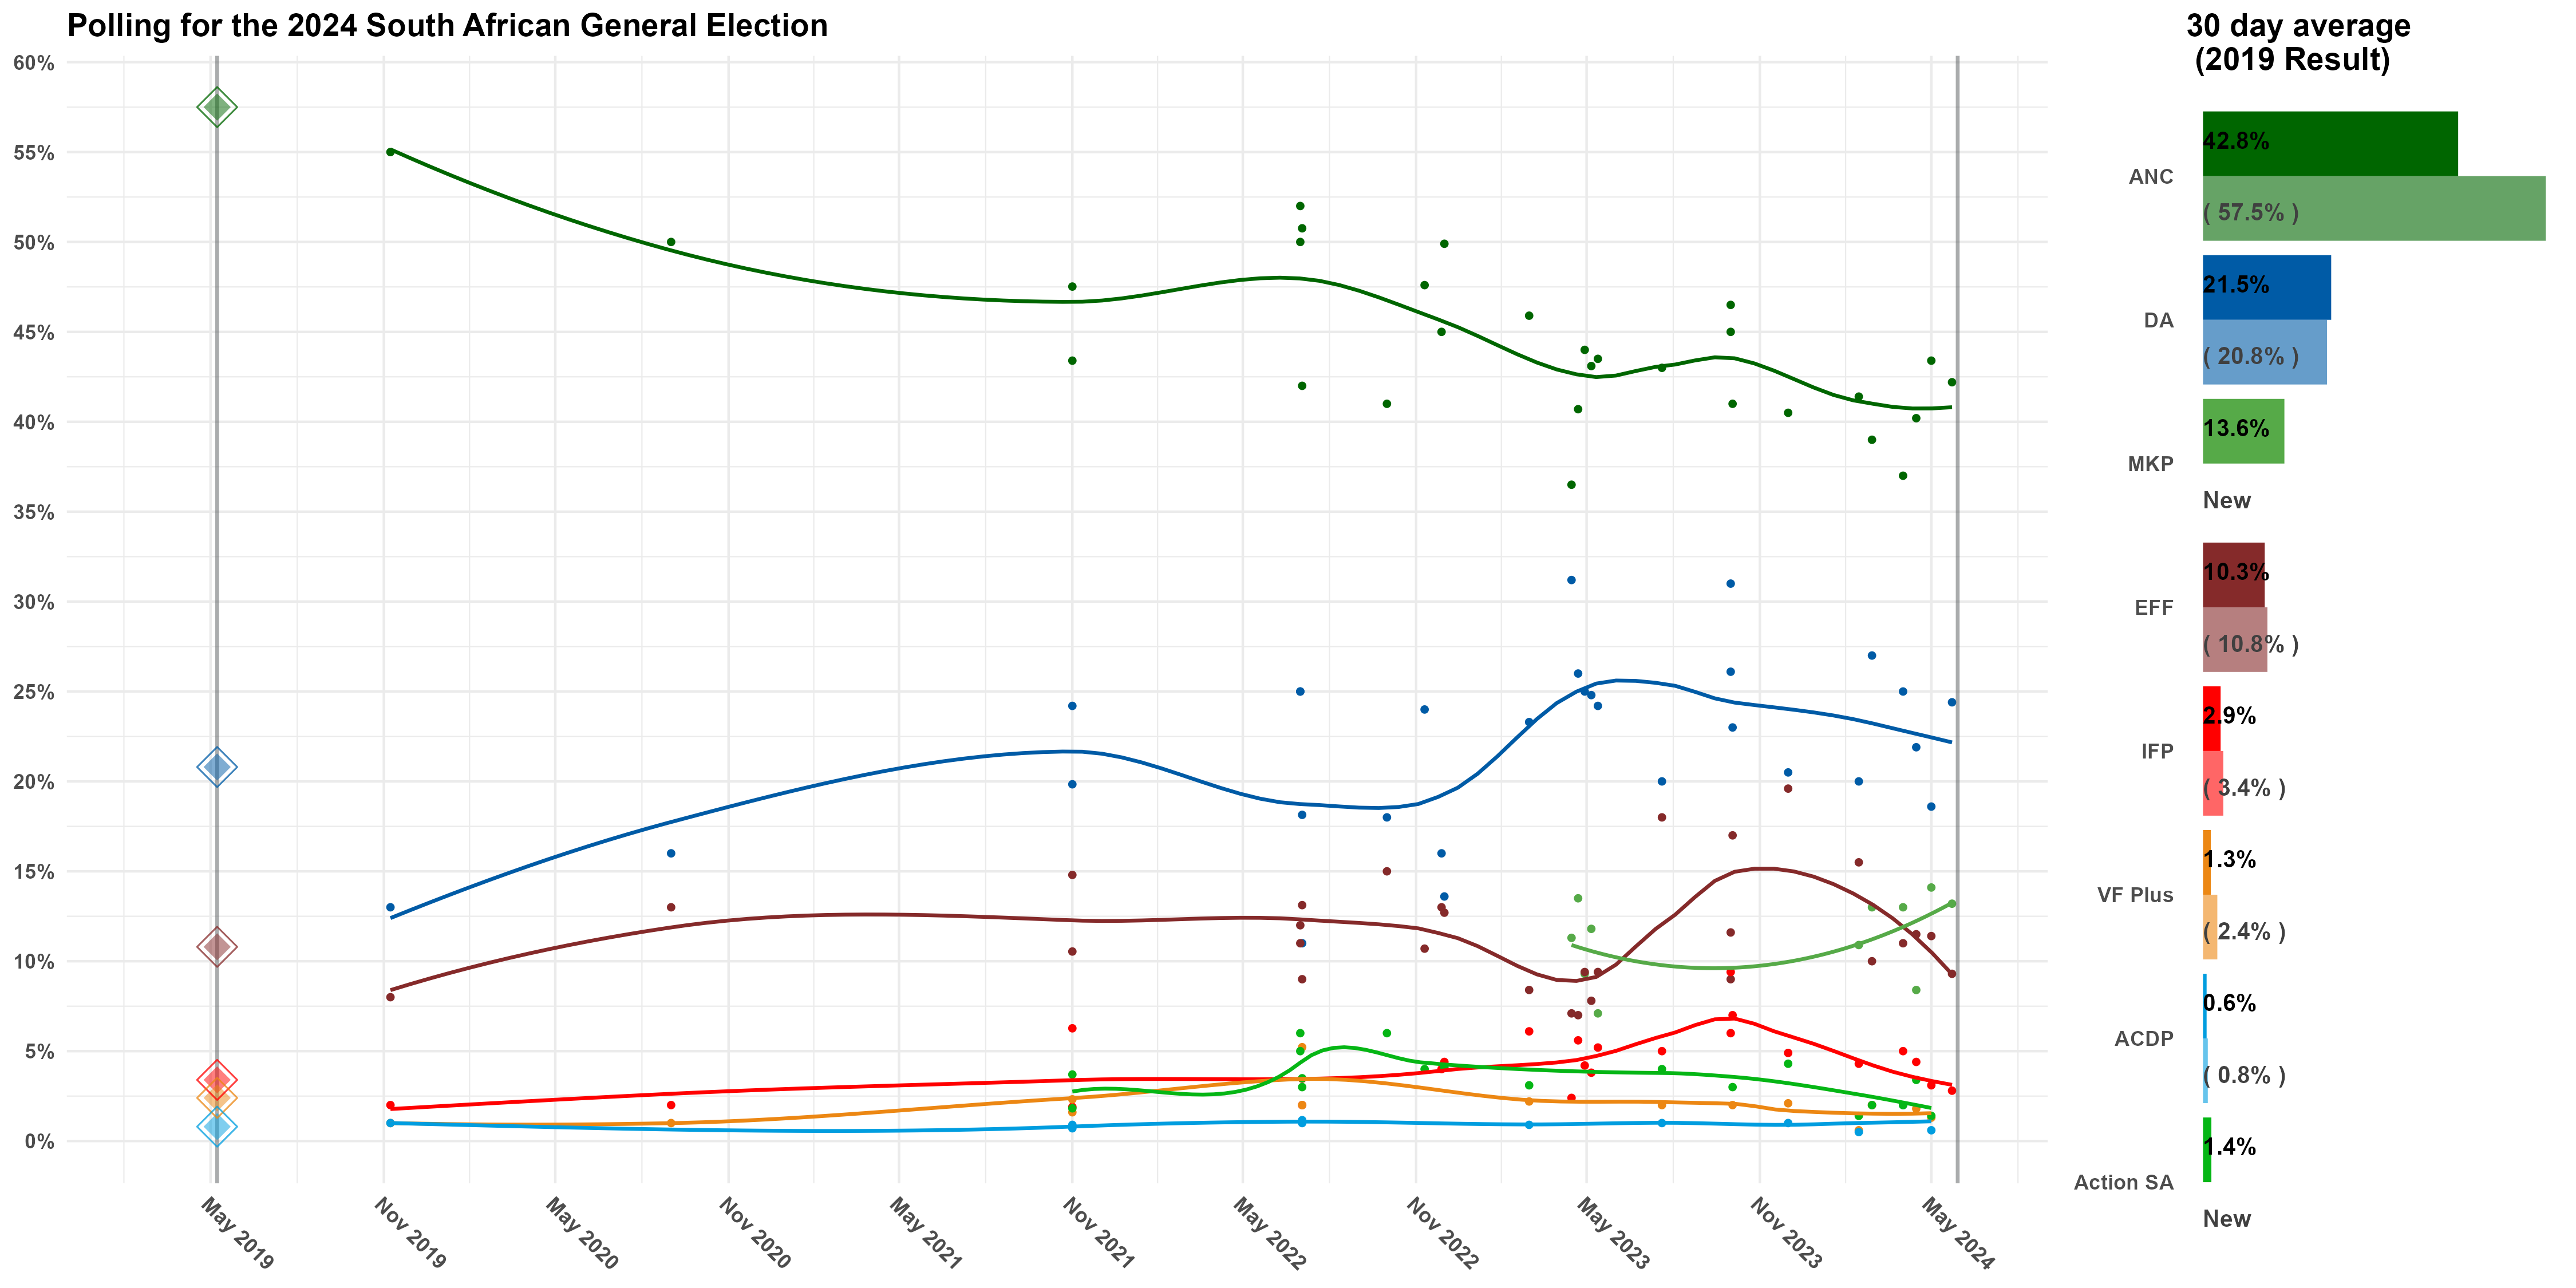 Polling for the 2024 South African General Election
60%
55%
50%
45%
40%
35%
30%
25%
20%
15%
10%
5%
0%
May 2019
Nov 2019
May 2020
Nov 2020
May 2021
Nov 2021
May 2022
Nov 2022
May 2023
Nov 2023
May 2024
30 day average
(2019 Result)
ANC
42.8%
( 57.5% )
DA
21.5%
( 20.8% )
MKP
13.6%
New
EFF
10.3%
( 10.8% )
IFP
2.9%
( 3.4% )
VF Plus
1.3%
( 2.4% )
ACDP
0.6%
( 0.8% )
Action SA
1.4%
New